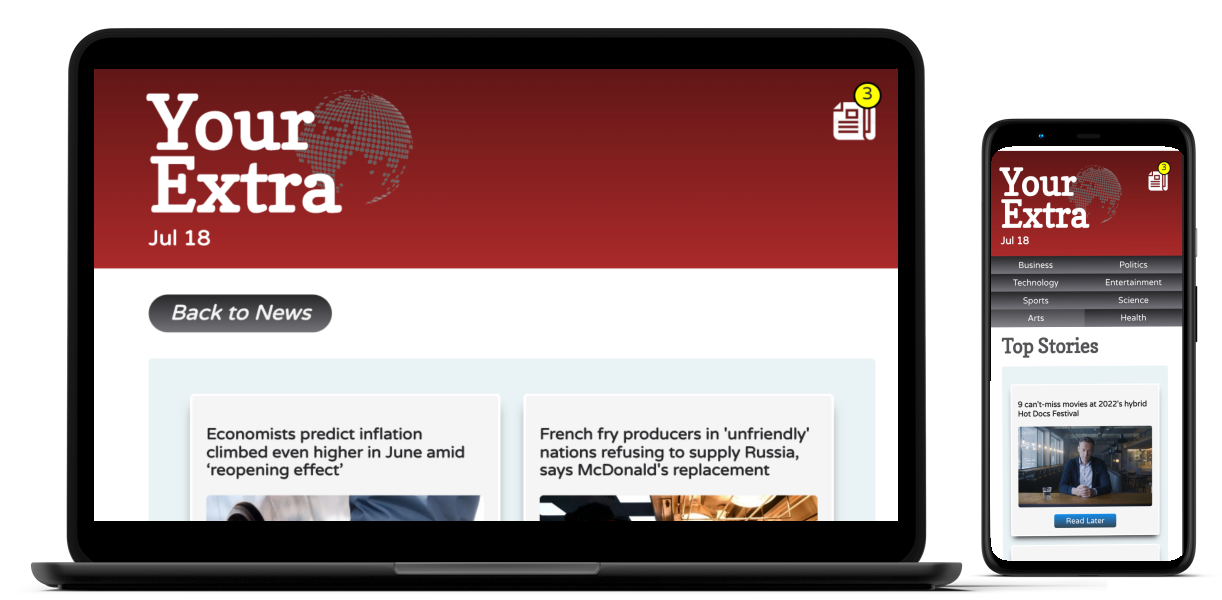 Your
Extra
Jul 18
3
Back to News
Economists predict inflation
climbed even higher in June amid
‘reopening effect’
French fry producers in 'unfriendly'
nations refusing to supply Russia,
says McDonald's replacement
Your
Extra
Jul 18
3
Business Politics
Technology Entertainment
Sports Science
Arts Health
Top Stories
9 can't-miss movies at 2022's hybrid
Hot Docs Festival
Read Later